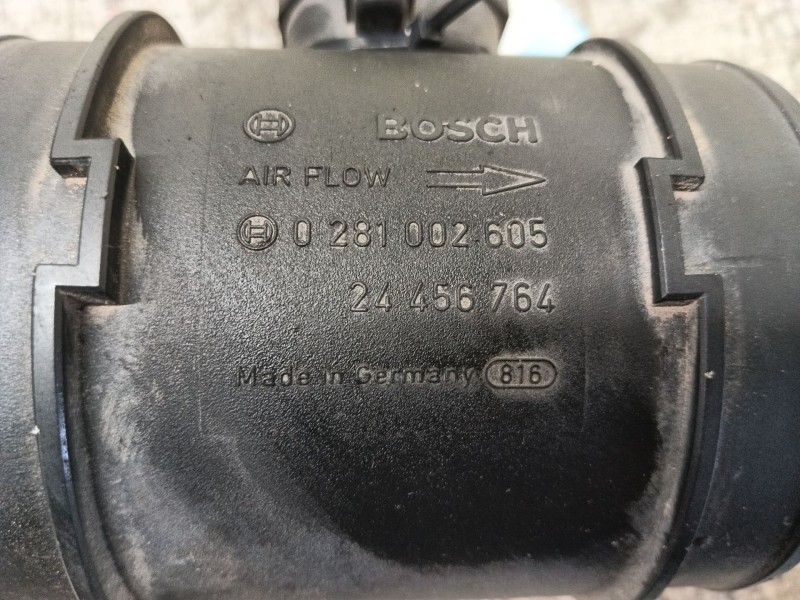 BOSCH
AIR FLOW
0 281 002 605
24 456 764
Made in Germany 816